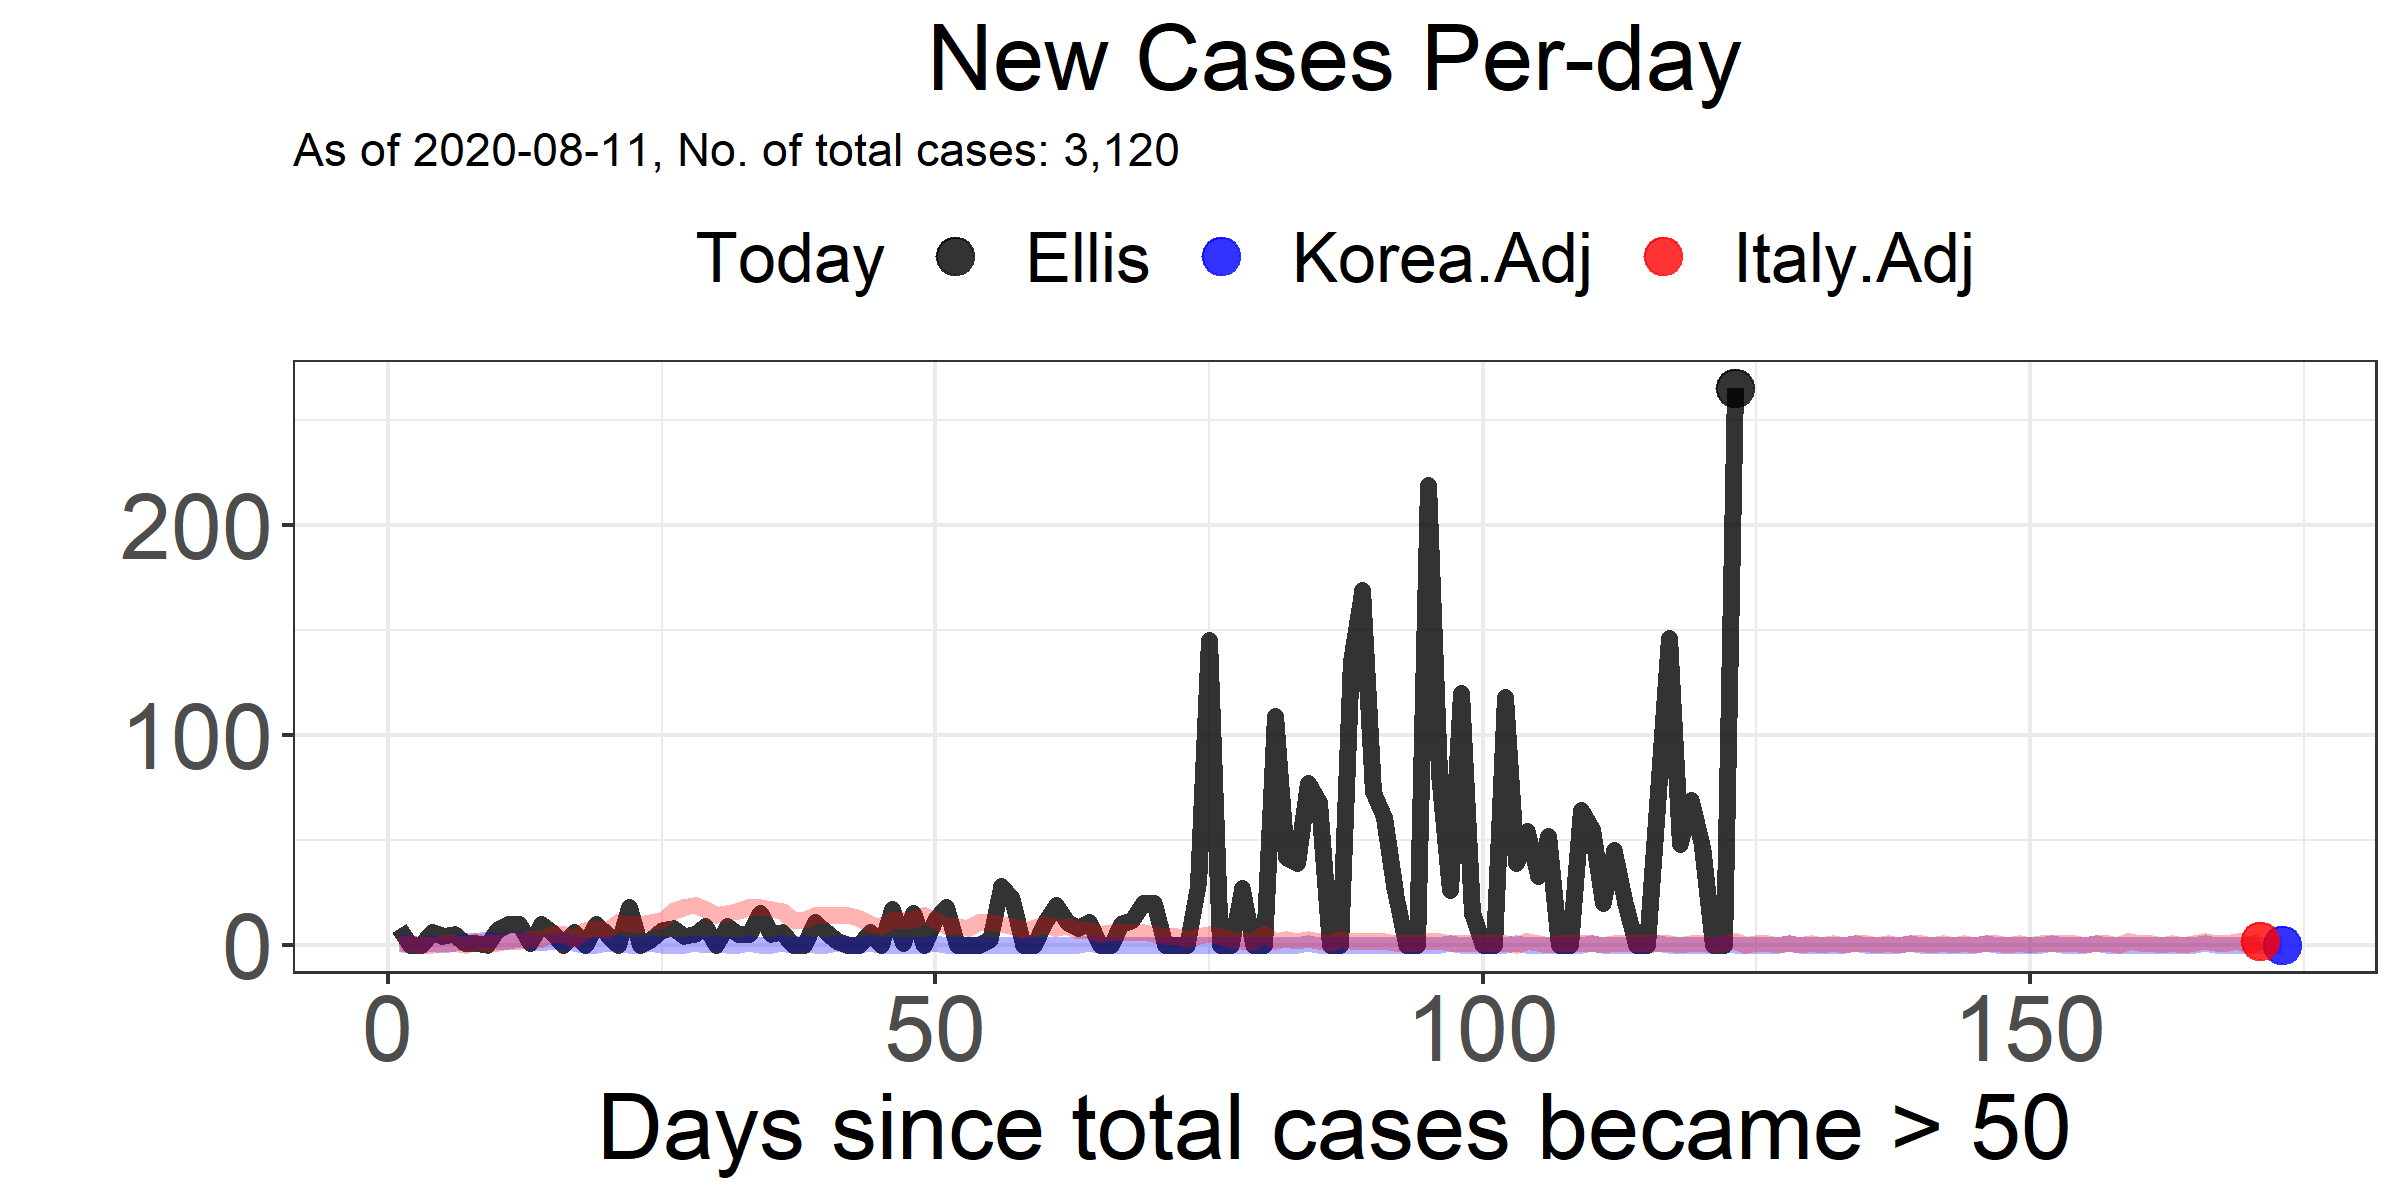 New Cases Per-day
As of 2020-08-11, No. of total cases: 3,120
Today Ellis Korea.Adj Italy.Adj
200
100
0
0 50 100 150
Days since total cases became > 50